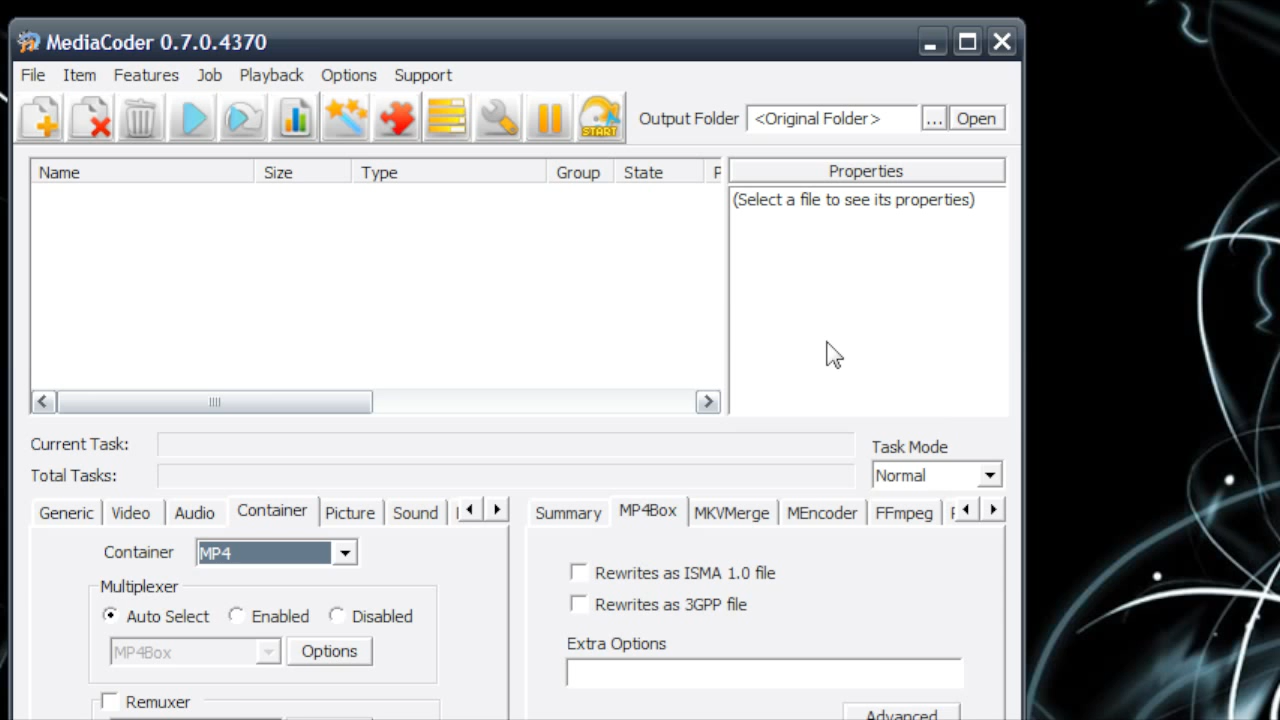 MediaCoder 0.7.0.4370
File Item Features Job Playback Options Support
START Output Folder <Original Folder> ... Open
Name Size Type Group State P Properties
(Select a file to see its properties)
Current Task: Task Mode
Total Tasks: Normal
Generic Video Audio Container Picture Sound Summary MP4Box MKVMerge MEncoder FFmpeg
Container MP4
Multiplexer Rewrites as ISMA 1.0 file
Auto Select Enabled Disabled Rewrites as 3GPP file
MP4Box Options Extra Options
Remuxer Advanced